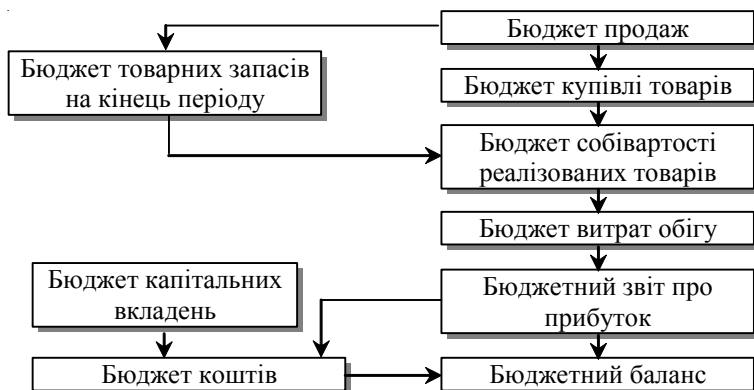 Бюджет продаж
Бюджет товарних запасів
на кінець періоду
Бюджет купівлі товарів
Бюджет собівартості
реалізованих товарів
Бюджет витрат обігу
Бюджет капітальних
вкладень
Бюджетний звіт про
прибуток
Бюджет коштів
Бюджетний баланс